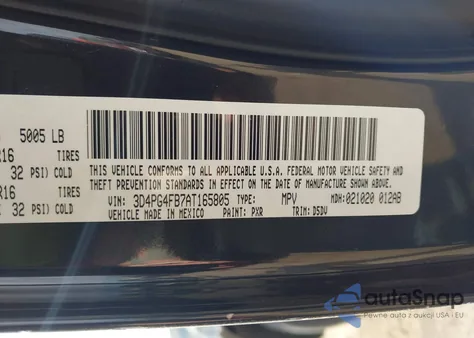 5005 LB
R16 TIRES
32 PSI) COLD
R16 TIRES
32 PSI) COLD
THIS VEHICLE CONFORMS TO ALL APPLICABLE U.S.A. FEDERAL MOTOR VEHICLE SAFETY
AND THEFT PREVENTION STANDARDS IN EFFECT ON THE DATE OF MANUFACTURE SHOWN ABOVE.
VIN: 3D4PG4FB7AT165805 TYPE: MPV MDH:021020 012AB
MADE IN MEXICO PAINT: PXR TRIM: D5DV
autoSnap
Pewne auta z aukcji USA i EU